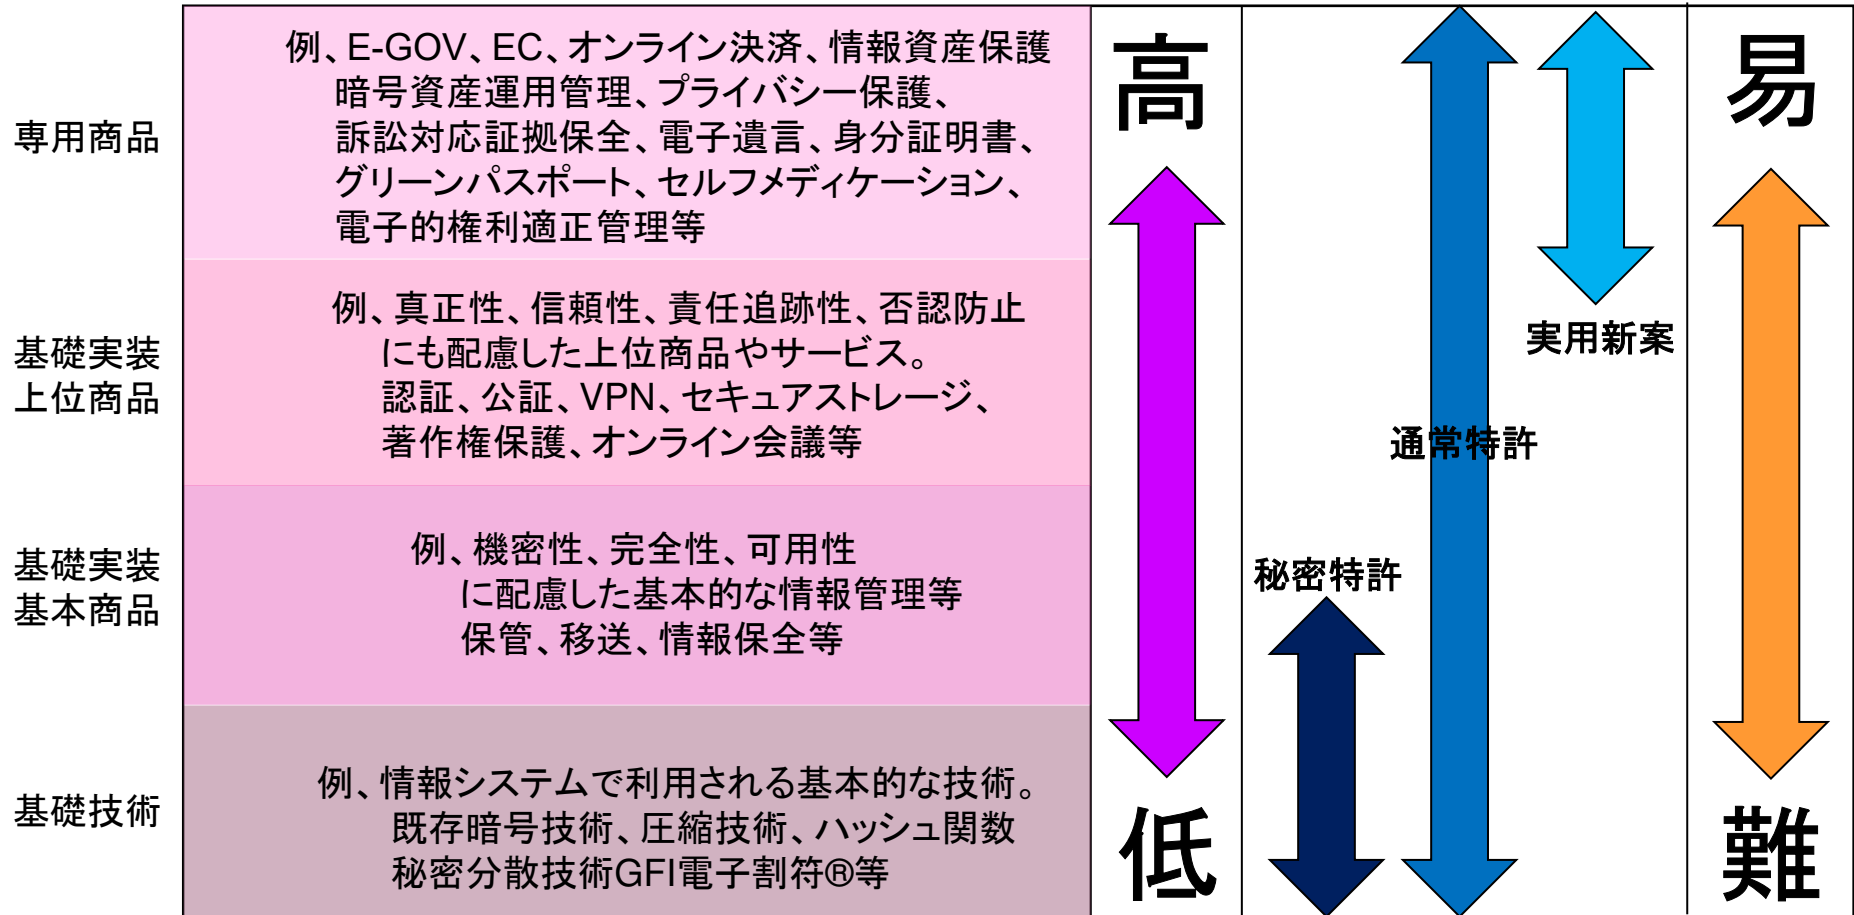 専用商品
例、E-GOV、EC、オンライン決済、情報資産保護
暗号資産運用管理、プライバシー保護、
訴訟対応証拠保全、電子遺言、身分証明書、
グリーンパスポート、セルフメディケーション、
電子的権利適正管理等
基礎実装
上位商品
例、真正性、信頼性、責任追跡性、否認防止
にも配慮した上位商品やサービス。
認証、公証、VPN、セキュアストレージ、
著作権保護、オンライン会議等
基礎実装
基本商品
例、機密性、完全性、可用性
に配慮した基本的な情報管理等
保管、移送、情報保全等
基礎技術
例、情報システムで利用される基本的な技術。
既存暗号技術、圧縮技術、ハッシュ関数
秘密分散技術GFI電子割符®等
高
低
秘密特許
通常特許
実用新案
易
難